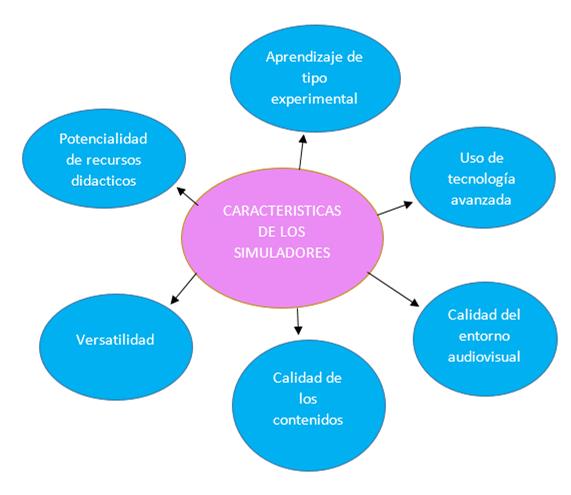 Aprendizaje de
tipo
experimental
Potencialidad
de recursos
didacticos
Uso de
tecnología
avanzada
CARACTERISTICAS
DE LOS
SIMULADORES
Versatilidad
Calidad del
entorno
audiovisual
Calidad de
los
contenidos